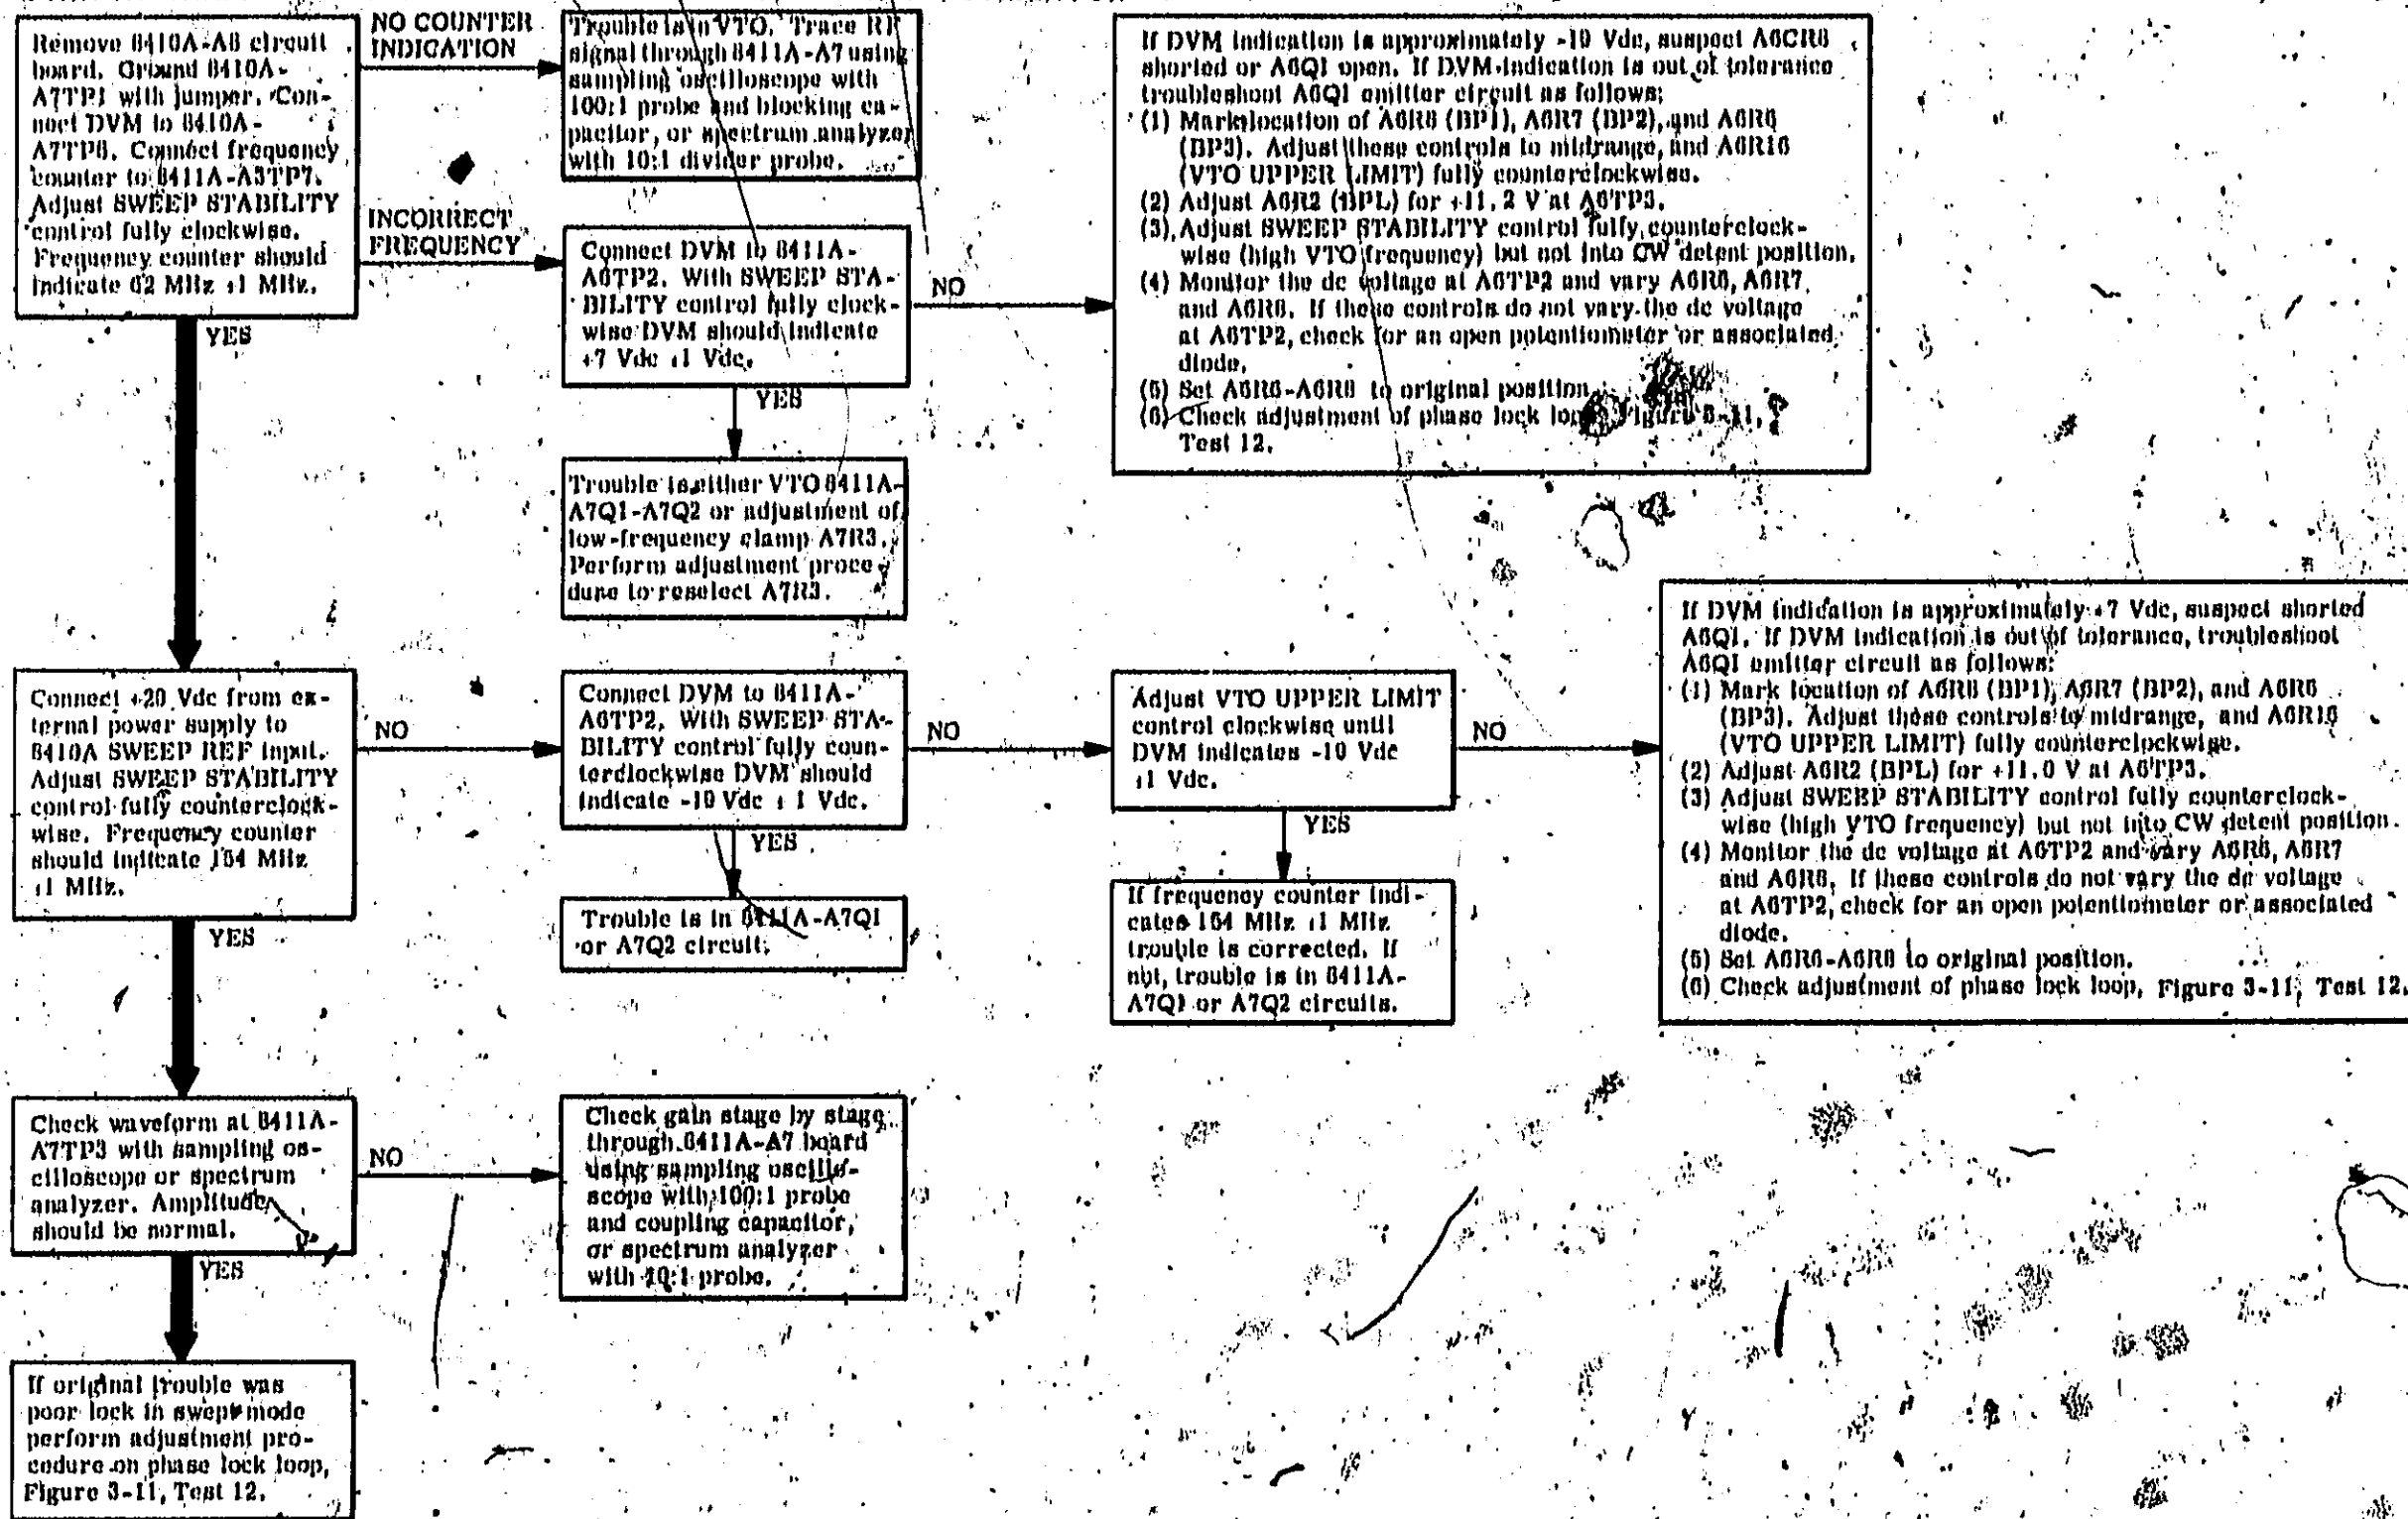 Remove 8410A-A8 circuit
board. Ground 8410A-
A7TP1 with jumper. Con-
nect DVM to 8410A-
A7TP6. Connect frequency
counter to 8411A-A3TP7.
Adjust SWEEP STABILITY
control fully clockwise.
Frequency counter should
indicate 62 MHz ±1 MHz.
NO COUNTER
INDICATION
INCORRECT
FREQUENCY
YES
Trouble is in VTO. Trace RF
signal through 8411A-A7 using
sampling oscilloscope with
100:1 probe and blocking ca-
pacitor, or spectrum analyzer
with 10:1 divider probe.
Connect DVM to 8411A-
A6TP2. With SWEEP STA-
BILITY control fully clock-
wise DVM should indicate
+7 Vdc ±1 Vdc.
NO
YES
Trouble is either VTO 8411A-
A7Q1-A7Q2 or adjustment of
low-frequency clamp A7R3.
Perform adjustment proce-
dure to reselect A7R3.
If DVM indication is approximately -10 Vdc, suspect A6CR8
shorted or A6Q1 open. If DVM indication is out of tolerance
troubleshoot A6Q1 emitter circuit as follows:
(1) Mark location of A6R8 (BP1), A6R7 (BP2), and A6R6
(BP3). Adjust these controls to midrange, and A6R16
(VTO UPPER LIMIT) fully counterclockwise.
(2) Adjust A6R2 (BPL) for +11.2 V at A6TP3.
(3) Adjust SWEEP STABILITY control fully counterclock-
wise (high VTO frequency) but not into CW detent position.
(4) Monitor the dc voltage at A6TP2 and vary A6R6, A6R7
and A6R8. If these controls do not vary the dc voltage
at A6TP2, check for an open potentiometer or associated
diode.
(5) Set A6R6-A6R8 to original position.
(6) Check adjustment of phase lock loop, Figure 3-11,
Test 12.
Connect +20 Vdc from ex-
ternal power supply to
8410A SWEEP REF input.
Adjust SWEEP STABILITY
control fully counterclock-
wise. Frequency counter
should indicate 154 MHz
±1 MHz.
NO
YES
Connect DVM to 8411A-
A6TP2. With SWEEP STA-
BILITY control fully coun-
terclockwise DVM should
indicate -10 Vdc ± 1 Vdc.
NO
YES
Trouble is in 8411A-A7Q1
or A7Q2 circuit.
Adjust VTO UPPER LIMIT
control clockwise until
DVM indicates -10 Vdc
±1 Vdc.
NO
YES
If frequency counter indi-
cates 154 MHz ±1 MHz
trouble is corrected. If
not, trouble is in 8411A-
A7Q1 or A7Q2 circuits.
If DVM indication is approximately +7 Vdc, suspect shorted
A6Q1. If DVM indication is out of tolerance, troubleshoot
A6Q1 emitter circuit as follows:
(1) Mark location of A6R8 (BP1), A6R7 (BP2), and A6R6
(BP3). Adjust these controls to midrange, and A6R16
(VTO UPPER LIMIT) fully counterclockwise.
(2) Adjust A6R2 (BPL) for +11.0 V at A6TP3.
(3) Adjust SWEEP STABILITY control fully counterclock-
wise (high VTO frequency) but not into CW detent position.
(4) Monitor the dc voltage at A6TP2 and vary A6R6, A6R7
and A6R8. If these controls do not vary the dc voltage
at A6TP2, check for an open potentiometer or associated
diode.
(5) Set A6R6-A6R8 to original position.
(6) Check adjustment of phase lock loop, Figure 3-11, Test 12.
Check waveform at 8411A-
A7TP3 with sampling os-
cilloscope or spectrum
analyzer. Amplitude
should be normal.
NO
YES
Check gain stage by stage
through 8411A-A7 board
using sampling oscillo-
scope with 100:1 probe
and coupling capacitor,
or spectrum analyzer
with 10:1 probe.
If original trouble was
poor lock in swept mode
perform adjustment pro-
cedure on phase lock loop,
Figure 3-11, Test 12.